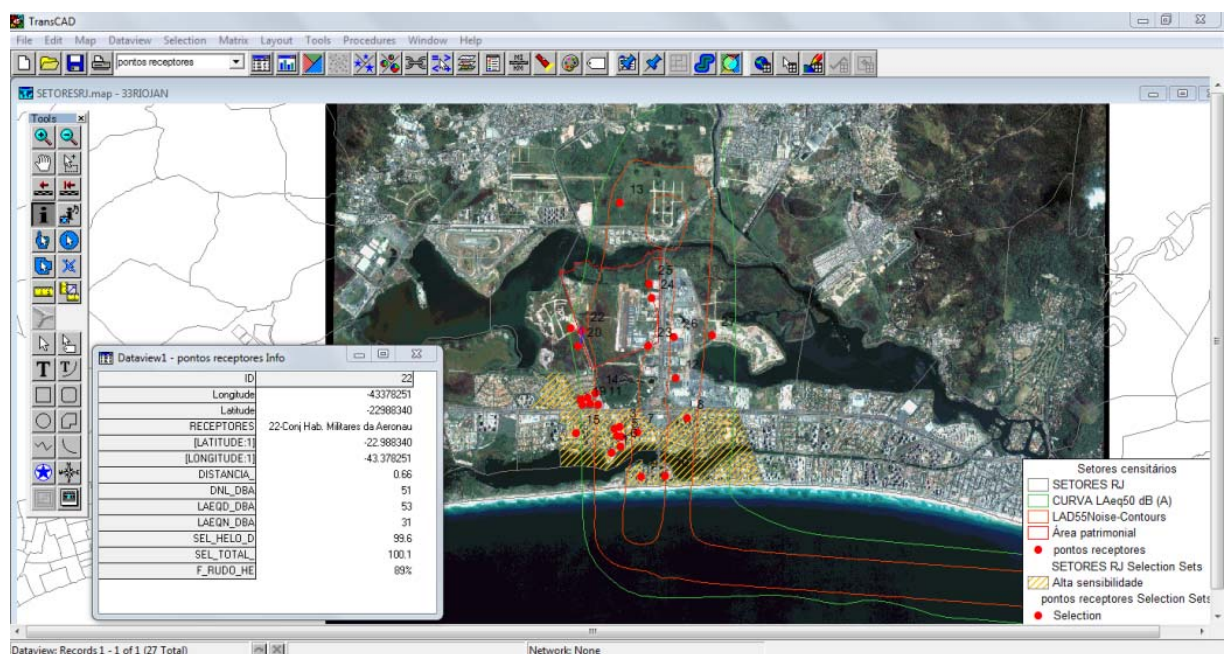 TransCAD
File Edit Map Dataview Selection Matrix Layout Tools Procedures Window Help
pontos receptores
SETORESRJ.map - 33RIOJAN
Tools
13
25
24
22
20
23
26
14
11
15
7
8
Dataview1 - pontos receptores Info
ID 22
Longitude -43378251
Latitude -22988340
RECEPTORES 22-Conj Hab. Militares da Aeronau
[LATITUDE:1] -22.988340
[LONGITUDE:1] -43.378251
DISTANCIA_ 0.66
DNL_DBA 51
LAEQD_DBA 53
LAEQN_DBA 31
SEL_HELO_D 99.6
SEL_TOTAL_ 100.1
F_RUDO_HE 89%
Setores censitários
SETORES RJ
CURVA LAeq50 dB (A)
LAD55Noise-Contours
Área patrimonial
pontos receptores
SETORES RJ Selection Sets
Alta sensibilidade
pontos receptores Selection Sets
Selection
Dataview: Records 1 - 1 of 1 (27 Total)
Network: None